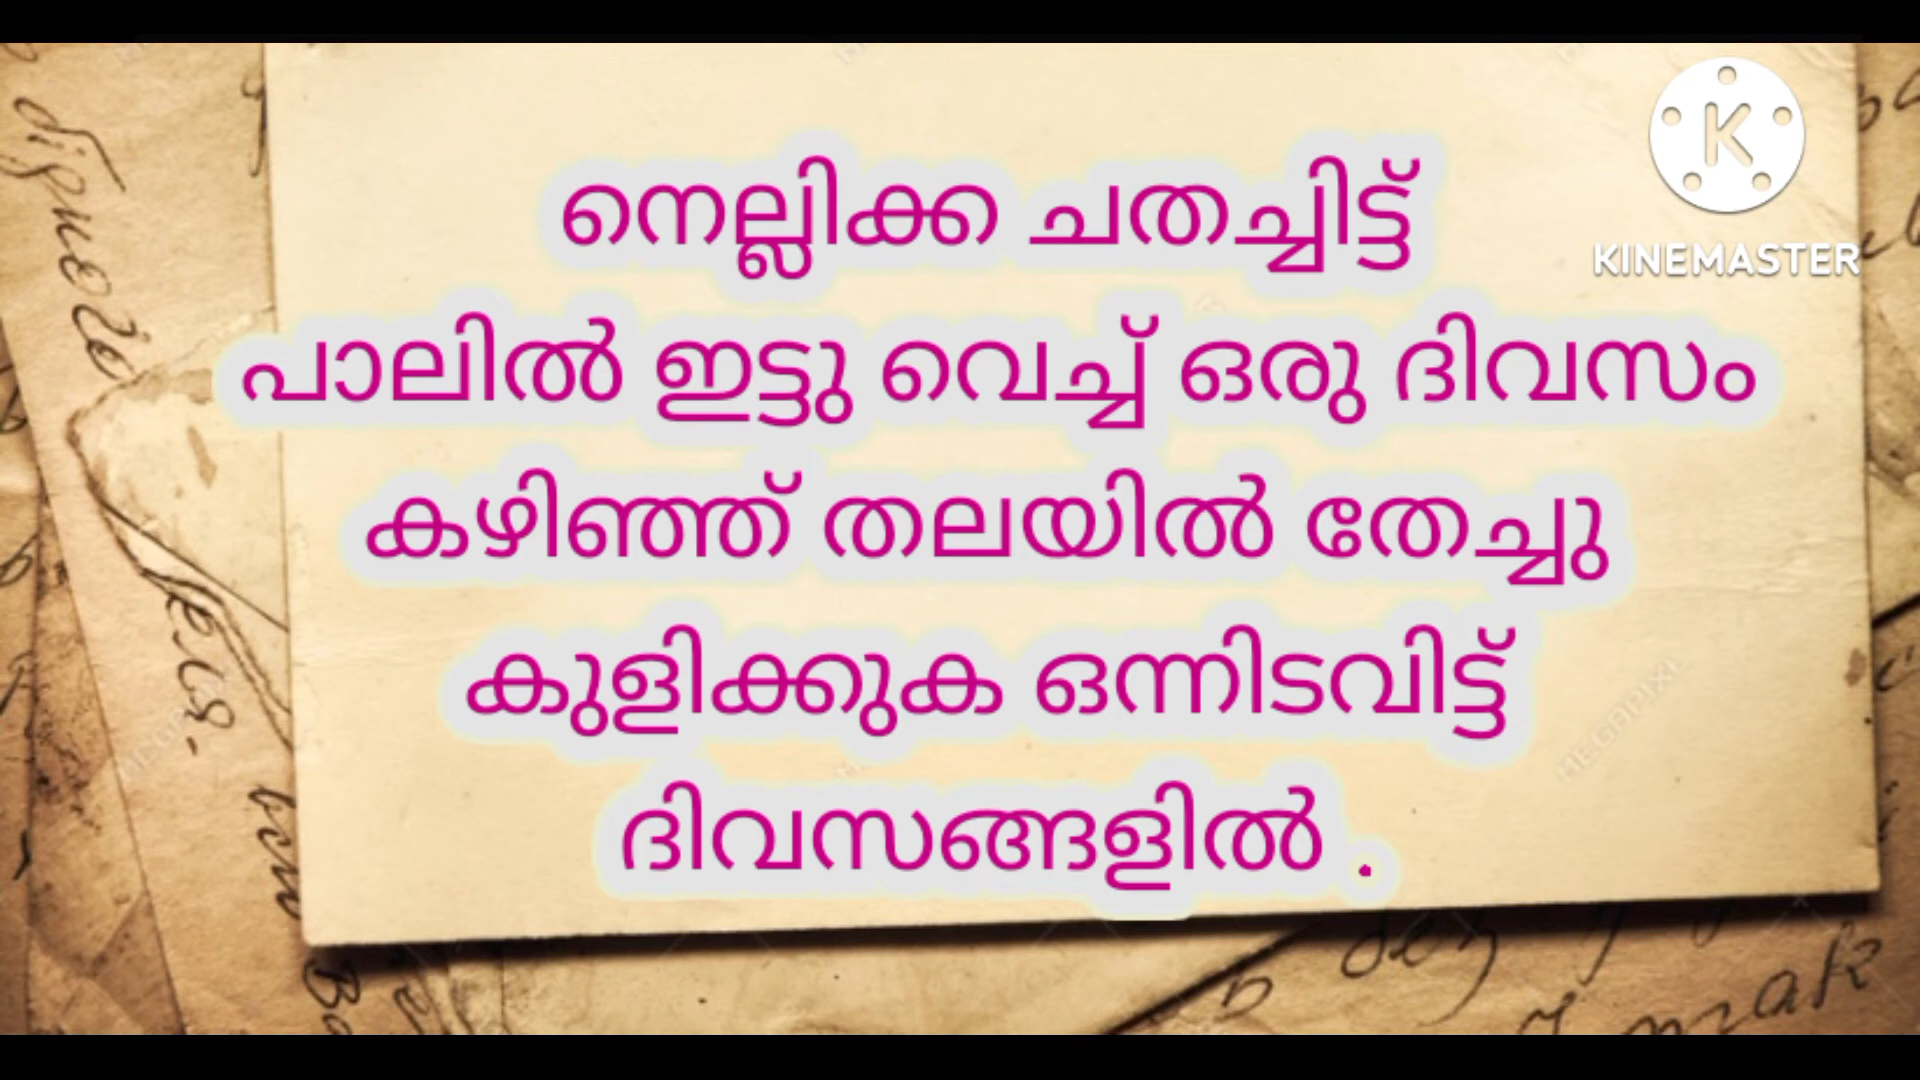 നെല്ലിക്ക ചതച്ചിട്ട്
പാലിൽ ഇട്ടു വെച്ച് ഒരു ദിവസം
കഴിഞ്ഞ് തലയിൽ തേച്ചു
കുളിക്കുക ഒന്നിടവിട്ട്
ദിവസങ്ങളിൽ .
K
KINEMASTER